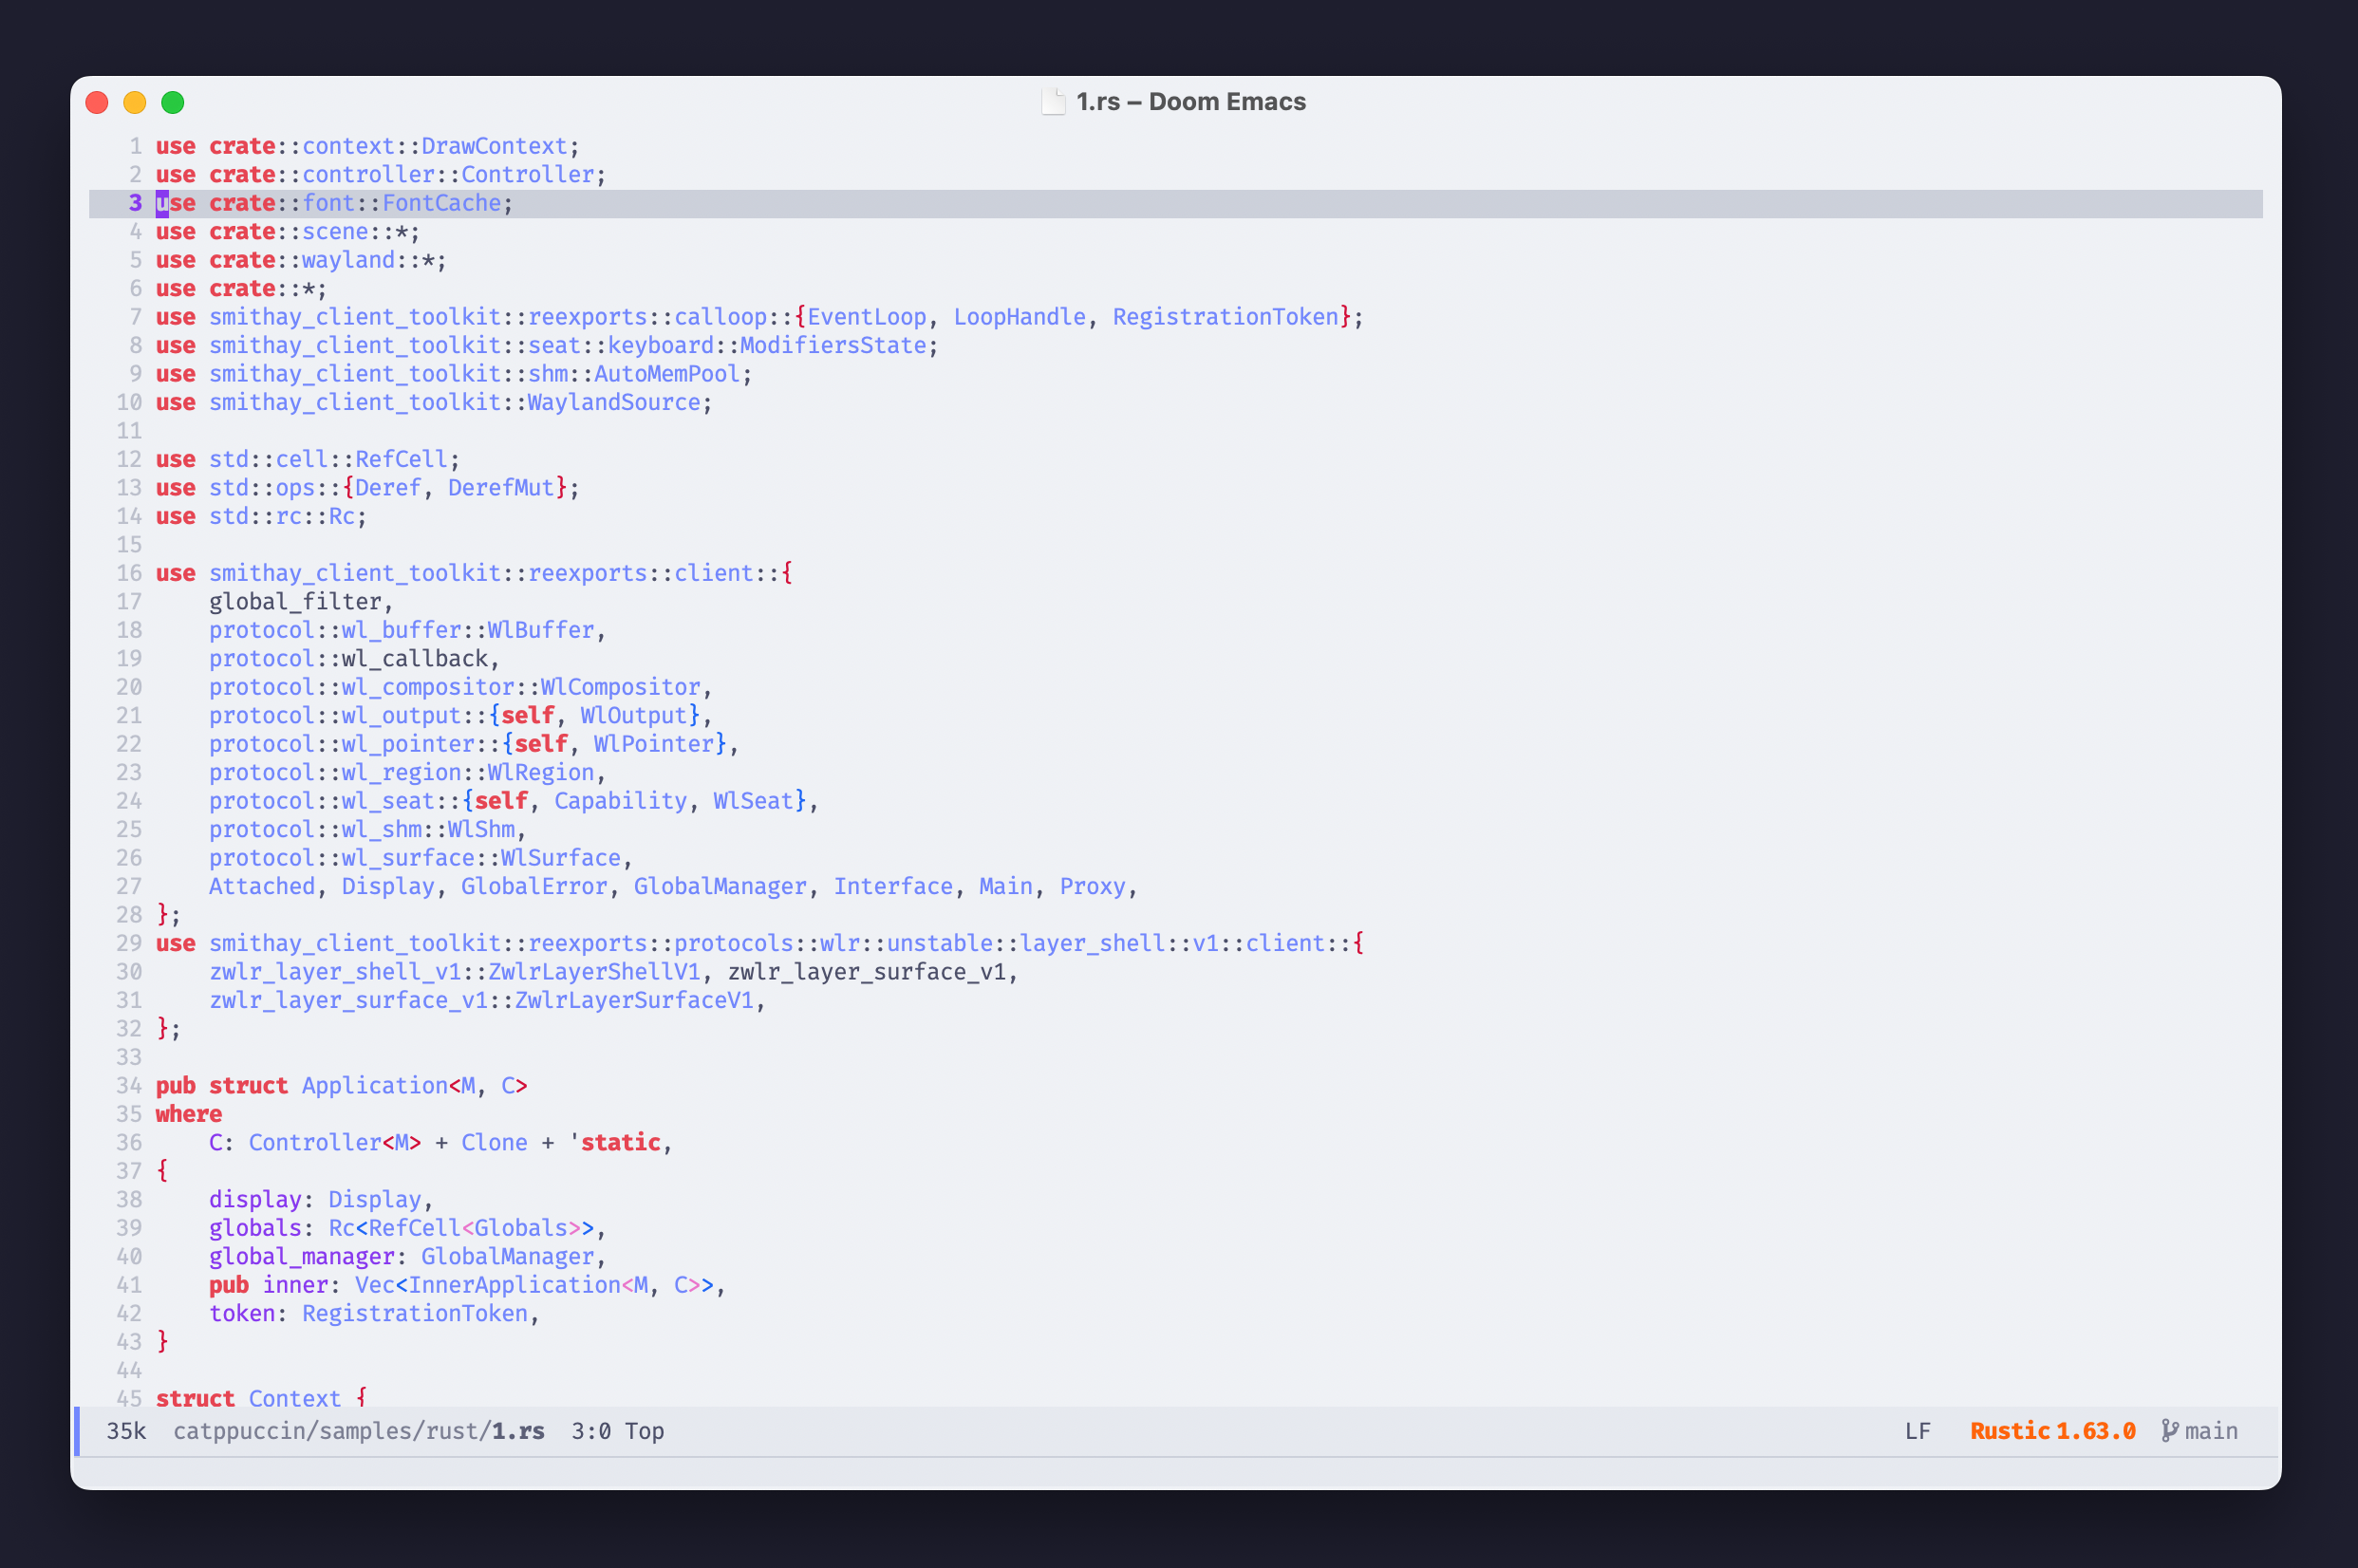 1.rs – Doom Emacs
1 use crate::context::DrawContext;
2 use crate::controller::Controller;
3 use crate::font::FontCache;
4 use crate::scene::*;
5 use crate::wayland::*;
6 use crate::*;
7 use smithay_client_toolkit::reexports::calloop::{EventLoop, LoopHandle, RegistrationToken};
8 use smithay_client_toolkit::seat::keyboard::ModifiersState;
9 use smithay_client_toolkit::shm::AutoMemPool;
10 use smithay_client_toolkit::WaylandSource;
11
12 use std::cell::RefCell;
13 use std::ops::{Deref, DerefMut};
14 use std::rc::Rc;
15
16 use smithay_client_toolkit::reexports::client::{
17     global_filter,
18     protocol::wl_buffer::WlBuffer,
19     protocol::wl_callback,
20     protocol::wl_compositor::WlCompositor,
21     protocol::wl_output::{self, WlOutput},
22     protocol::wl_pointer::{self, WlPointer},
23     protocol::wl_region::WlRegion,
24     protocol::wl_seat::{self, Capability, WlSeat},
25     protocol::wl_shm::WlShm,
26     protocol::wl_surface::WlSurface,
27     Attached, Display, GlobalError, GlobalManager, Interface, Main, Proxy,
28 };
29 use smithay_client_toolkit::reexports::protocols::wlr::unstable::layer_shell::v1::client::{
30     zwlr_layer_shell_v1::ZwlrLayerShellV1, zwlr_layer_surface_v1,
31     zwlr_layer_surface_v1::ZwlrLayerSurfaceV1,
32 };
33
34 pub struct Application<M, C>
35 where
36     C: Controller<M> + Clone + 'static,
37 {
38     display: Display,
39     globals: Rc<RefCell<Globals>>,
40     global_manager: GlobalManager,
41     pub inner: Vec<InnerApplication<M, C>>,
42     token: RegistrationToken,
43 }
44
45 struct Context {
35k catppuccin/samples/rust/1.rs 3:0 Top LF Rustic 1.63.0 main